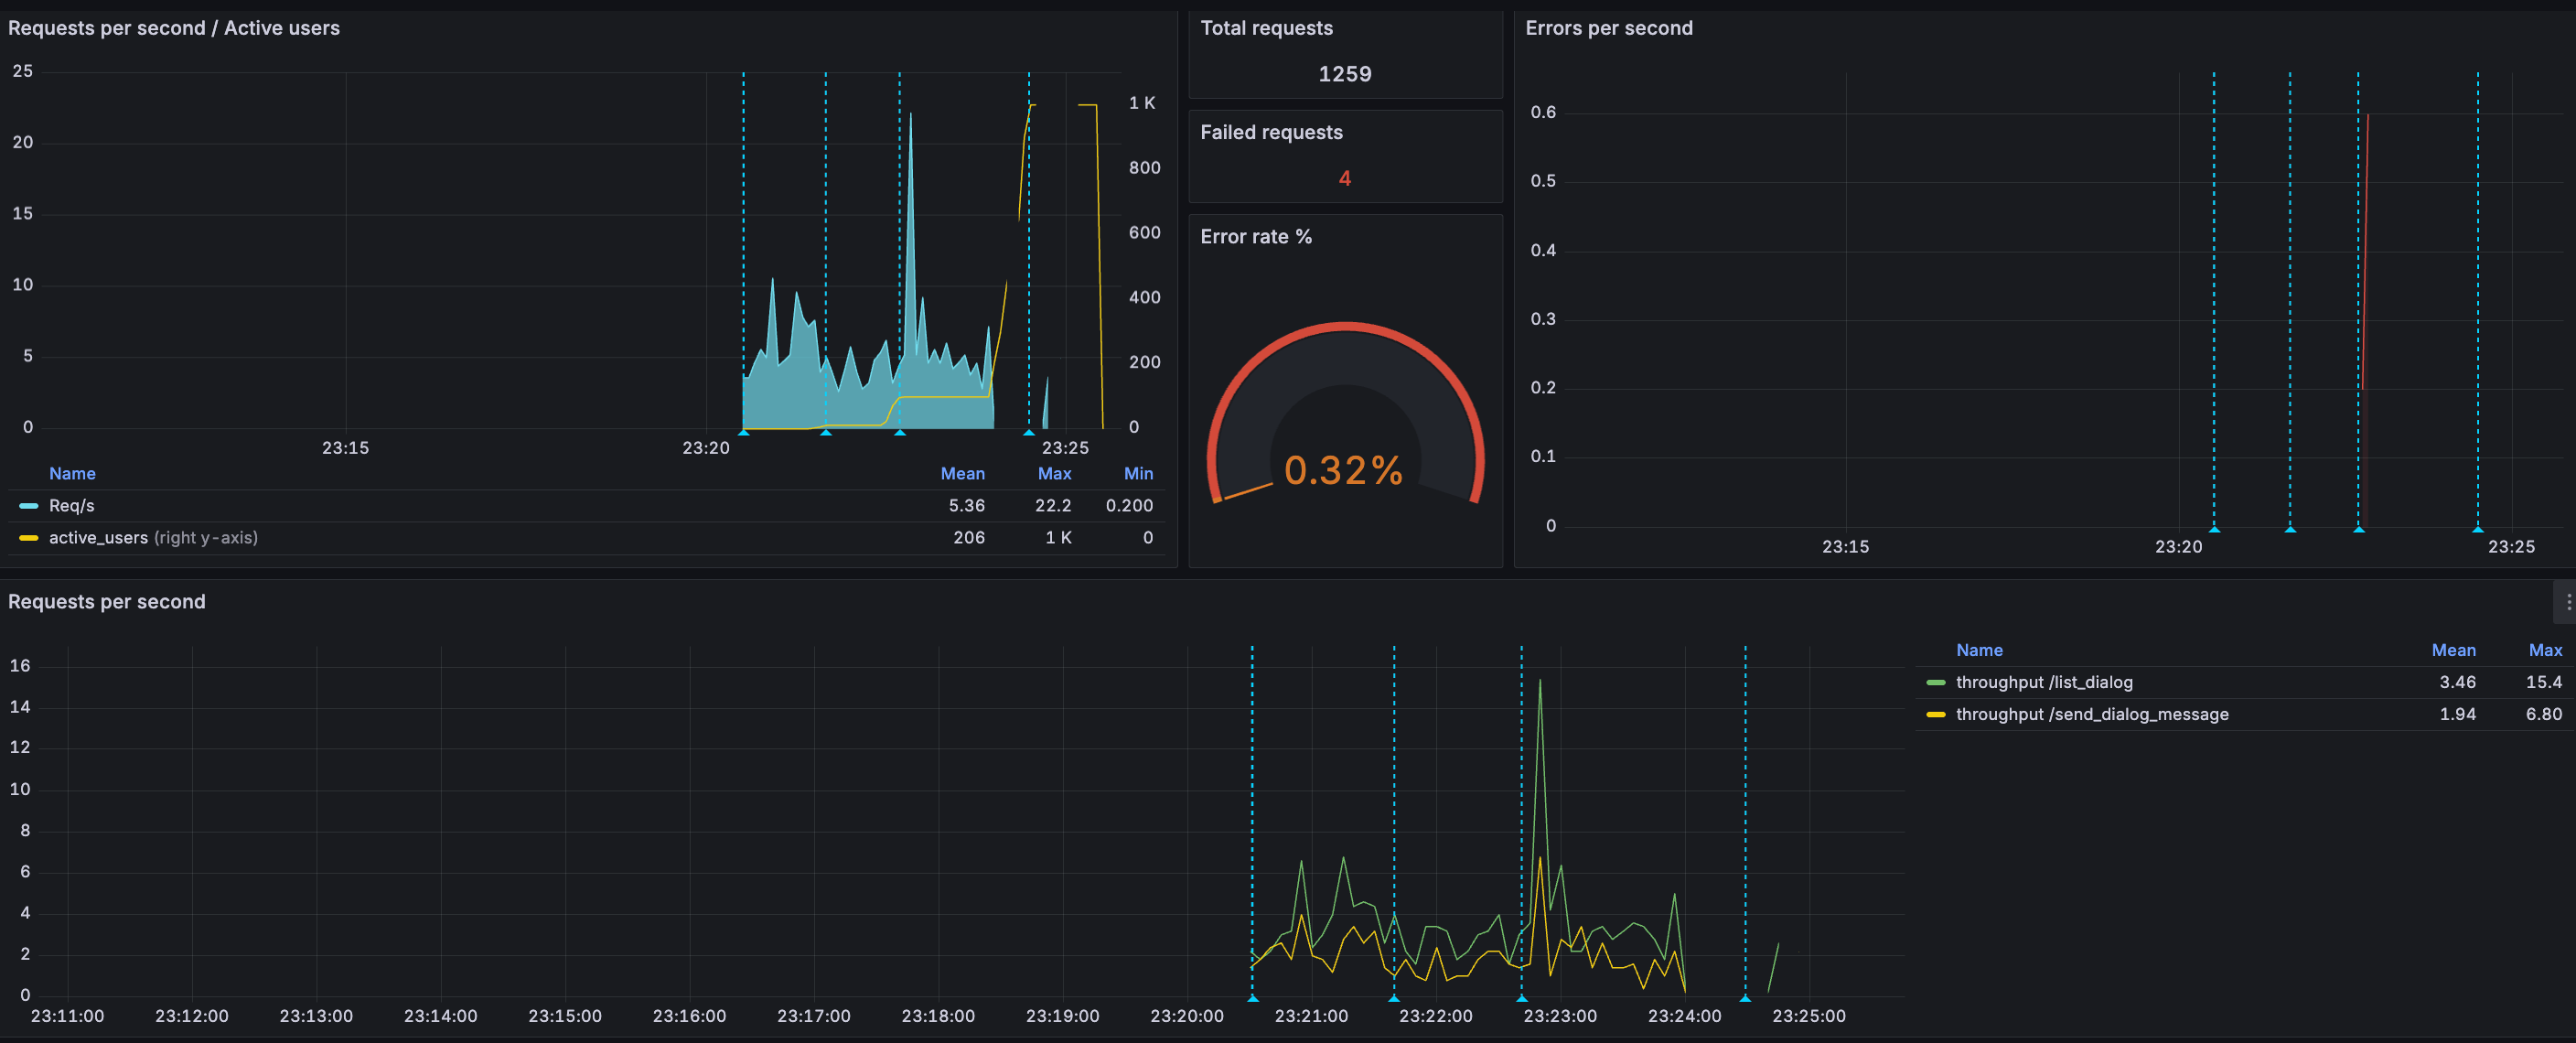 Requests per second / Active users
25
20
15
10
5
0
1 K
800
600
400
200
0
23:15 23:20 23:25
Name Mean Max Min
Req/s 5.36 22.2 0.200
active_users (right y-axis) 206 1 K 0
Total requests
1259
Failed requests
4
Error rate %
0.32%
Errors per second
0.6
0.5
0.4
0.3
0.2
0.1
0
23:15 23:20 23:25
Requests per second
16
14
12
10
8
6
4
2
0
23:11:00 23:12:00 23:13:00 23:14:00 23:15:00 23:16:00 23:17:00 23:18:00 23:19:00 23:20:00 23:21:00 23:22:00 23:23:00 23:24:00 23:25:00
Name Mean Max
throughput /list_dialog 3.46 15.4
throughput /send_dialog_message 1.94 6.80